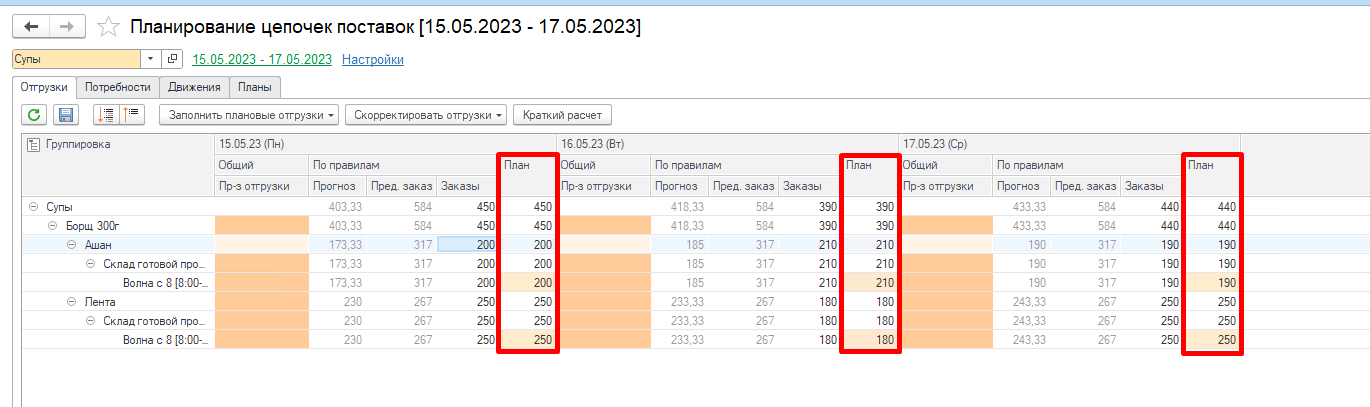 Планирование цепочек поставок [15.05.2023 - 17.05.2023]
Супы 15.05.2023 - 17.05.2023 Настройки
Отгрузки Потребности Движения Планы
Заполнить плановые отгрузки Скорректировать отгрузки Краткий расчет
Группировка 15.05.23 (Пн) 16.05.23 (Вт) 17.05.23 (Ср)
Общий По правилам План Общий По правилам План Общий По правилам План
Пр-з отгрузки Прогноз Пред. заказ Заказы Пр-з отгрузки Прогноз Пред. заказ Заказы Пр-з отгрузки Прогноз Пред. заказ Заказы
Супы 403,33 584 450 450 418,33 584 390 390 433,33 584 440 440
Борщ 300г 403,33 584 450 450 418,33 584 390 390 433,33 584 440 440
Ашан 173,33 317 200 200 185 317 210 210 190 317 190 190
Склад готовой про... 173,33 317 200 200 185 317 210 210 190 317 190 190
Волна с 8 [8:00-... 173,33 317 200 200 185 317 210 210 190 317 190 190
Лента 230 267 250 250 233,33 267 180 180 243,33 267 250 250
Склад готовой про... 230 267 250 250 233,33 267 180 180 243,33 267 250 250
Волна с 8 [8:00-... 230 267 250 250 233,33 267 180 180 243,33 267 250 250